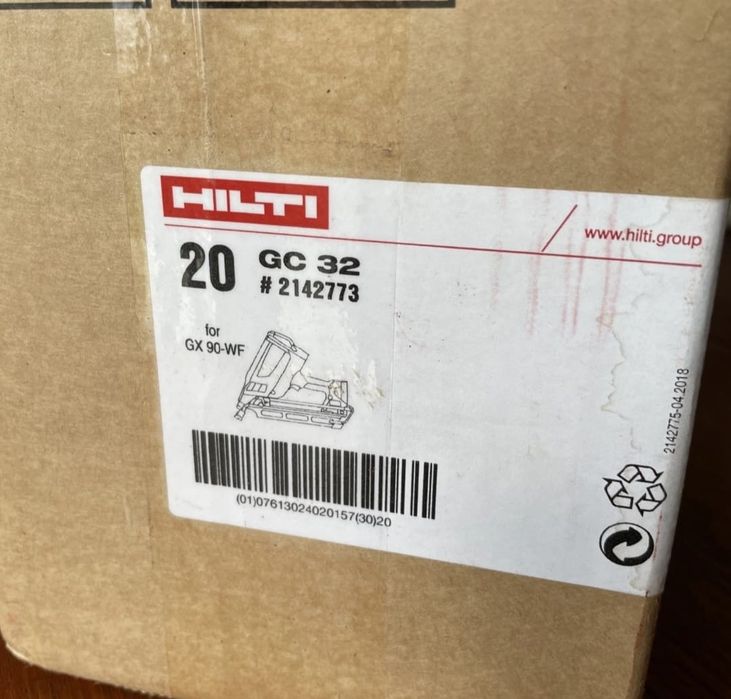 HILTI
www.hilti.group
20 GC 32
# 2142773
for
GX 90-WF
(01)07613024020157(30)20
2142775-04.2018